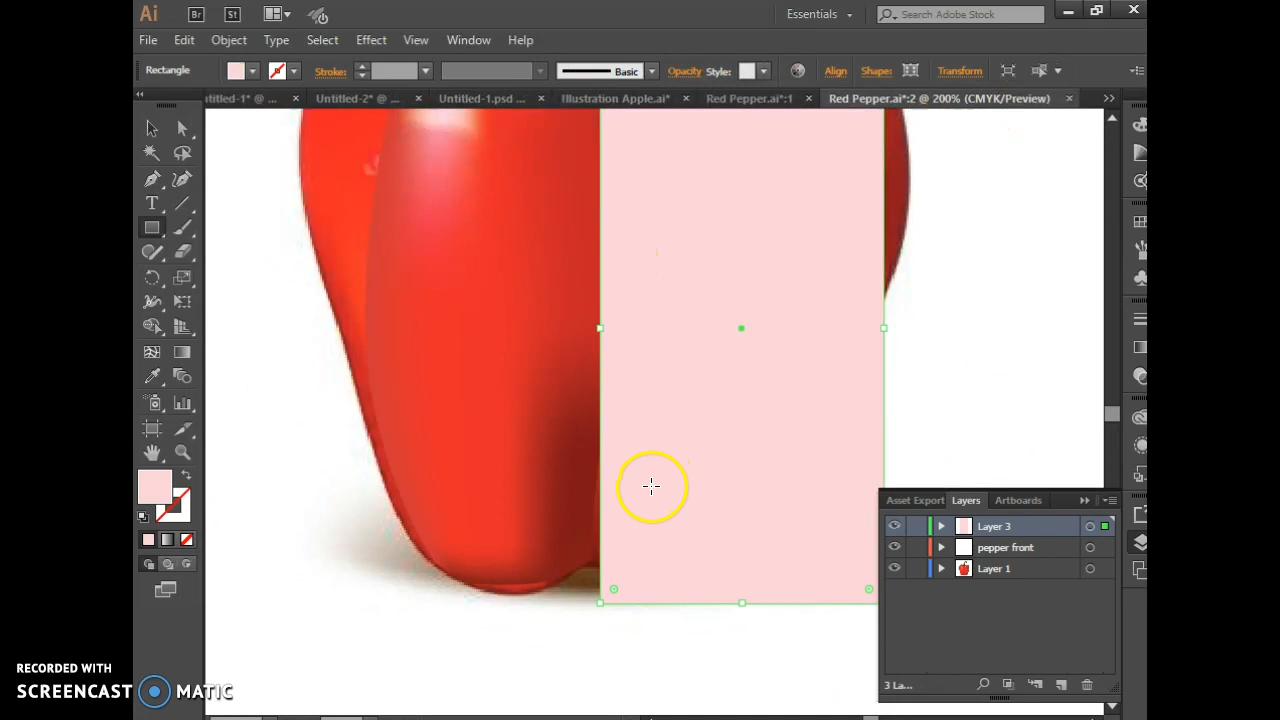 Ai Br St Essentials Search Adobe Stock
File Edit Object Type Select Effect View Window Help
Rectangle Stroke: Basic Opacity Style: Align Shape: Transform
ntitled-1* @ ... Untitled-2* @ ... Untitled-1.psd ... Illustration Apple.ai* Red Pepper.ai*:1 Red Pepper.ai*:2 @ 200% (CMYK/Preview)
T
Asset Export Layers Artboards
Layer 3
pepper front
Layer 1
3 La...
RECORDED WITH
SCREENCAST MATIC